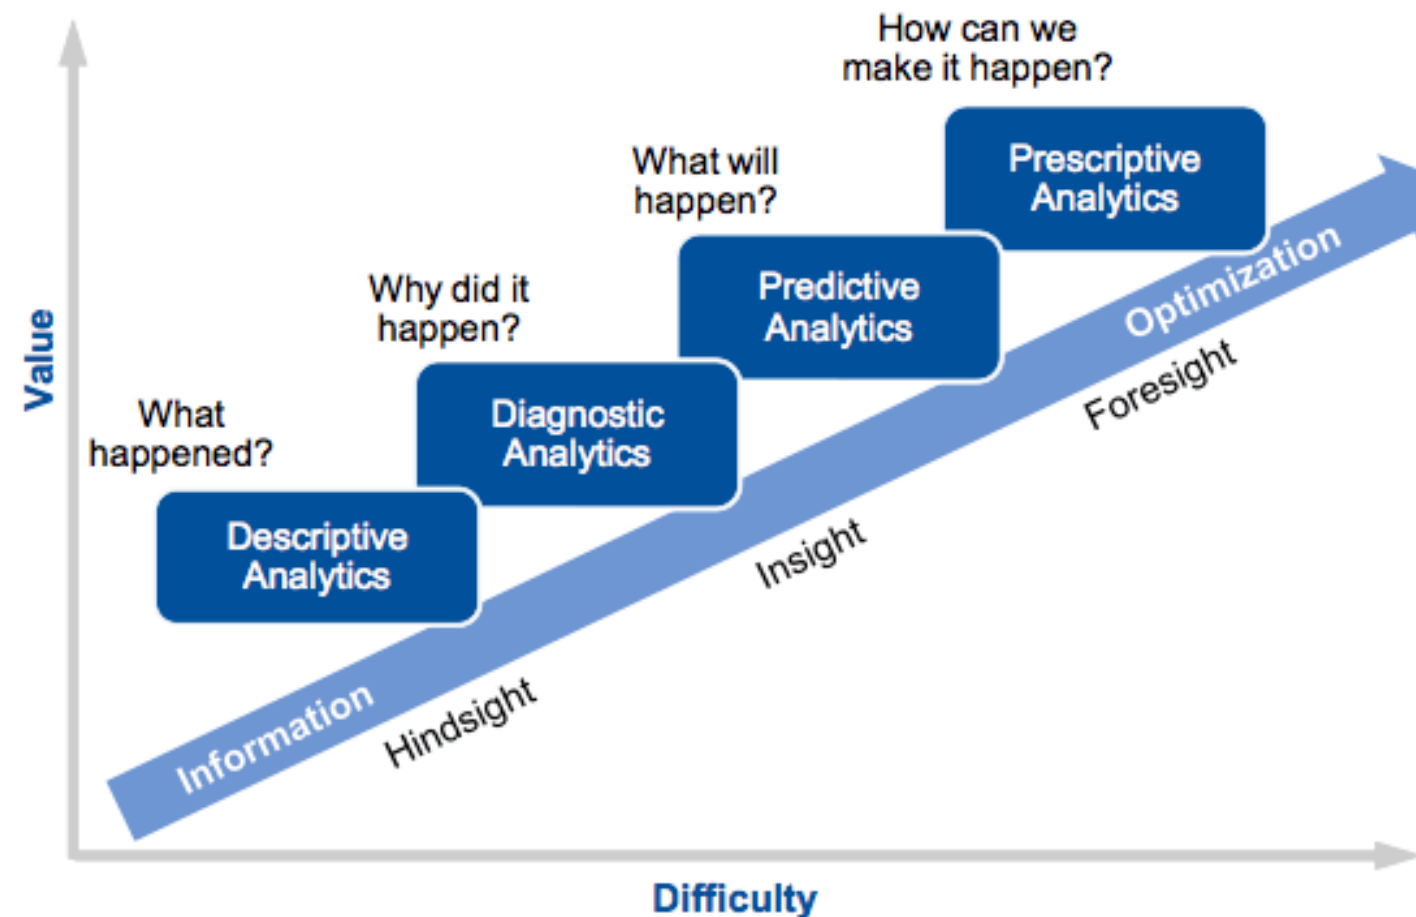 How can we
make it happen?
Prescriptive
Analytics
What will
happen?
Predictive
Analytics
Why did it
happen?
Diagnostic
Analytics
What
happened?
Descriptive
Analytics
Value
Information
Optimization
Hindsight
Insight
Foresight
Difficulty